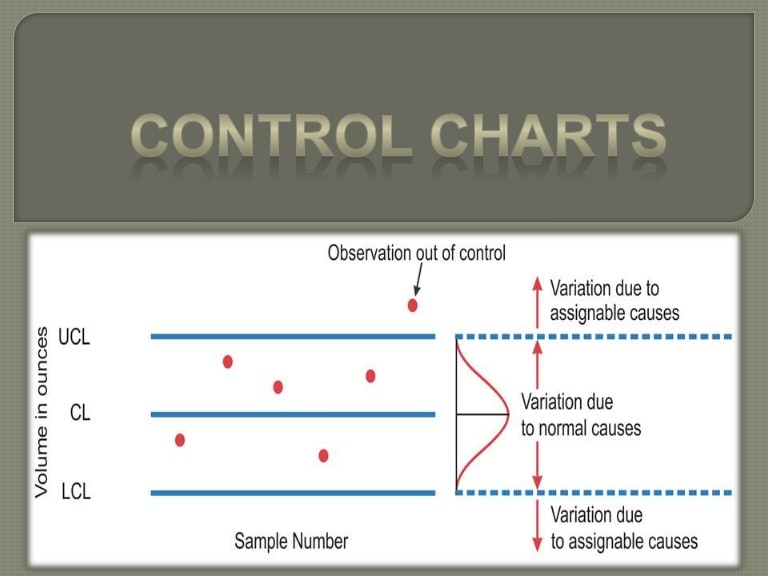 CONTROL CHARTS
Observation out of control
Variation due to
assignable causes
UCL
CL
LCL
Volume in ounces
Variation due
to normal causes
Variation due
to assignable causes
Sample Number